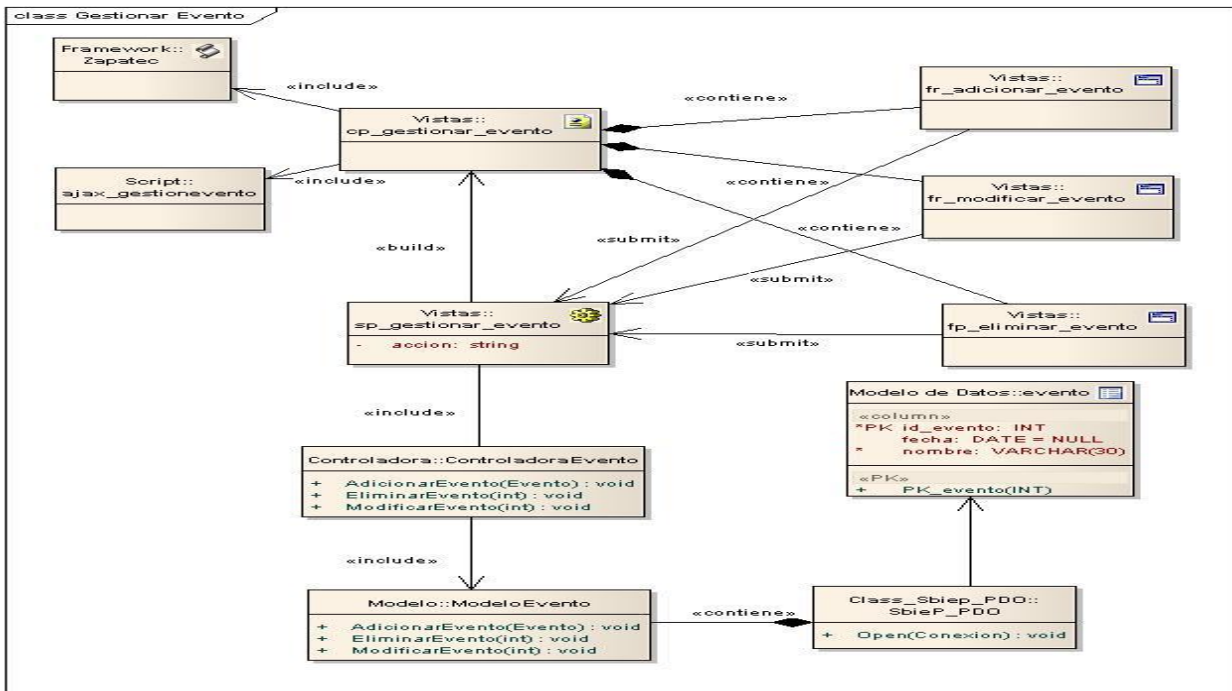 class Gestionar Evento
Framework::
Zapatec
«include»
Vistas::
cp_gestionar_evento
«contiene»
Vistas::
fr_adicionar_evento
Script::
ajax_gestionevento
«include»
«contiene»
Vistas::
fr_modificar_evento
«build»
«submit»
«contiene»
«submit»
Vistas::
sp_gestionar_evento
- accion: string
«submit»
Vistas::
fp_eliminar_evento
«include»
Modelo de Datos::evento
«column»
*PK id_evento: INT
fecha: DATE = NULL
* nombre: VARCHAR(30)
«PK»
+ PK_evento(INT)
Controladora::ControladoraEvento
+ AdicionarEvento(Evento) : void
+ EliminarEvento(int) : void
+ ModificarEvento(int) : void
«include»
Modelo::ModeloEvento
+ AdicionarEvento(Evento) : void
+ EliminarEvento(int) : void
+ ModificarEvento(int) : void
«contiene»
Class_Sbiep_PDO::
SbieP_PDO
+ Open(Conexion) : void